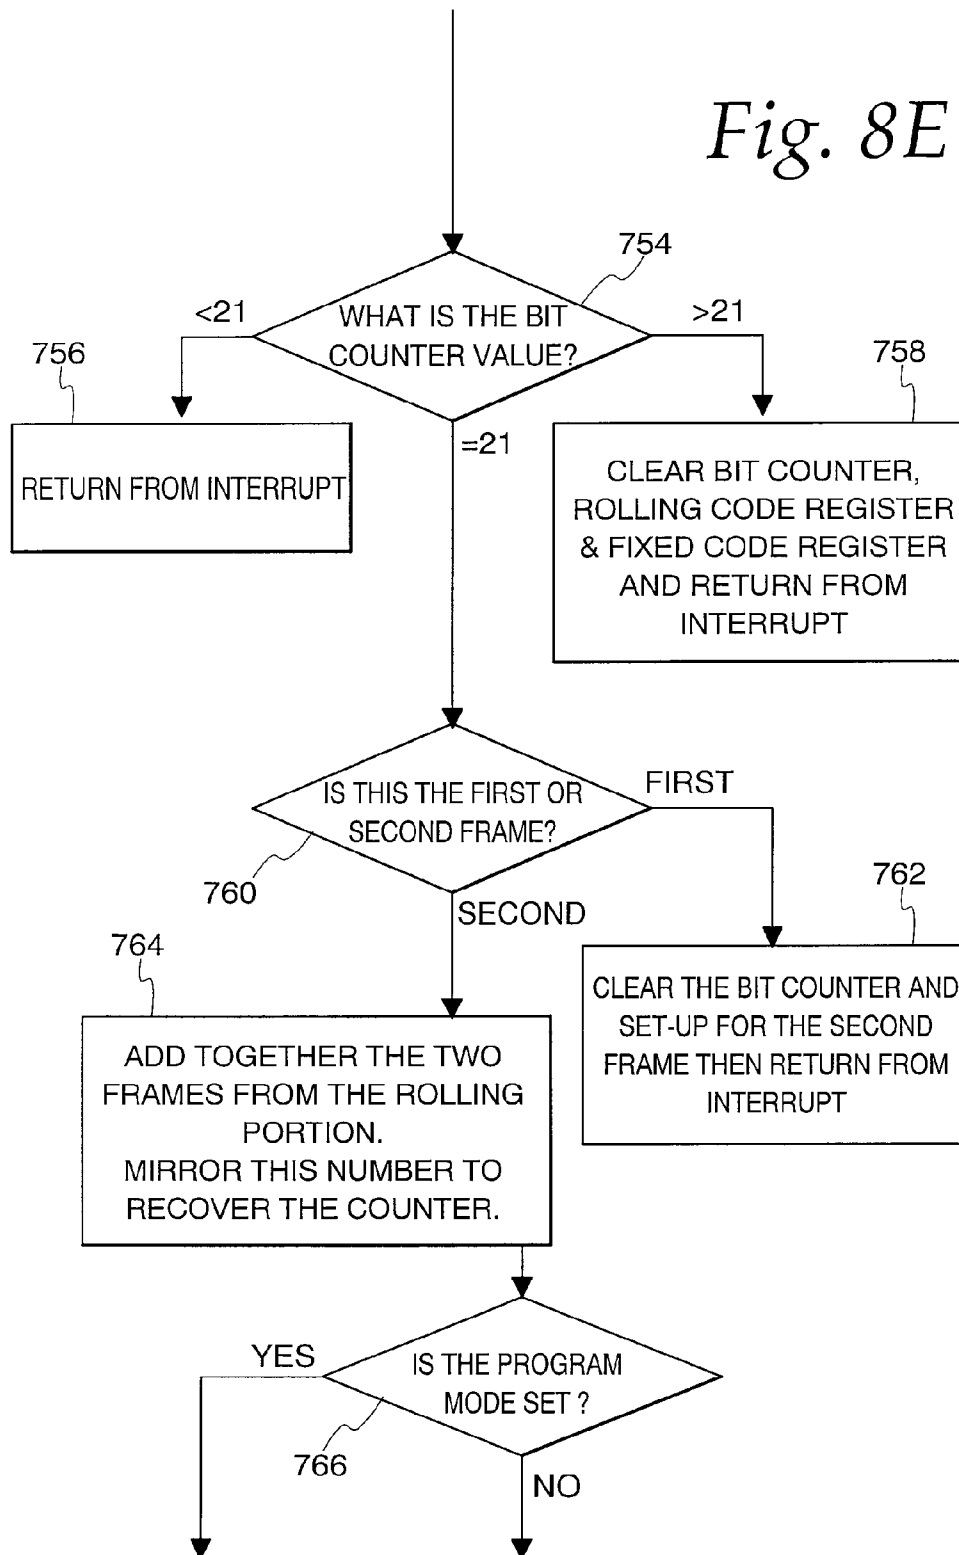 Fig. 8E
754
<21
WHAT IS THE BIT
COUNTER VALUE?
>21
756
758
=21
RETURN FROM INTERRUPT
CLEAR BIT COUNTER,
ROLLING CODE REGISTER
& FIXED CODE REGISTER
AND RETURN FROM
INTERRUPT
IS THIS THE FIRST OR
SECOND FRAME?
FIRST
760
SECOND
762
764
CLEAR THE BIT COUNTER AND
SET-UP FOR THE SECOND
FRAME THEN RETURN FROM
INTERRUPT
ADD TOGETHER THE TWO
FRAMES FROM THE ROLLING
PORTION.
MIRROR THIS NUMBER TO
RECOVER THE COUNTER.
YES
IS THE PROGRAM
MODE SET ?
766
NO